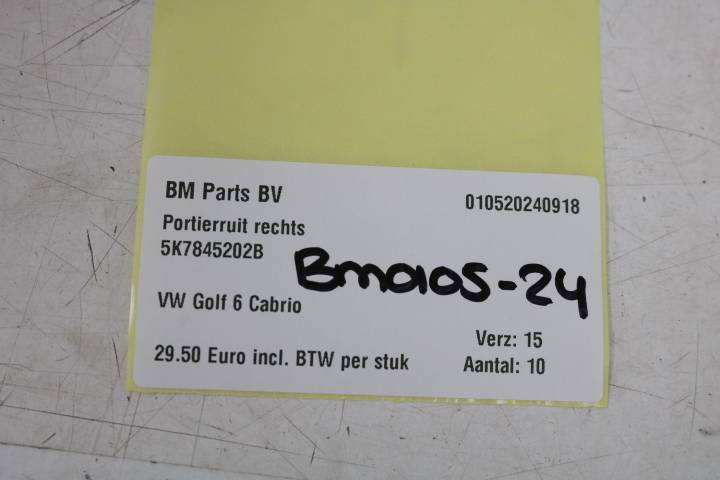 BM Parts BV
010520240918
Portierruit rechts
5K7845202B
BM0105-24
VW Golf 6 Cabrio
Verz: 15
29.50 Euro incl. BTW per stuk
Aantal: 10